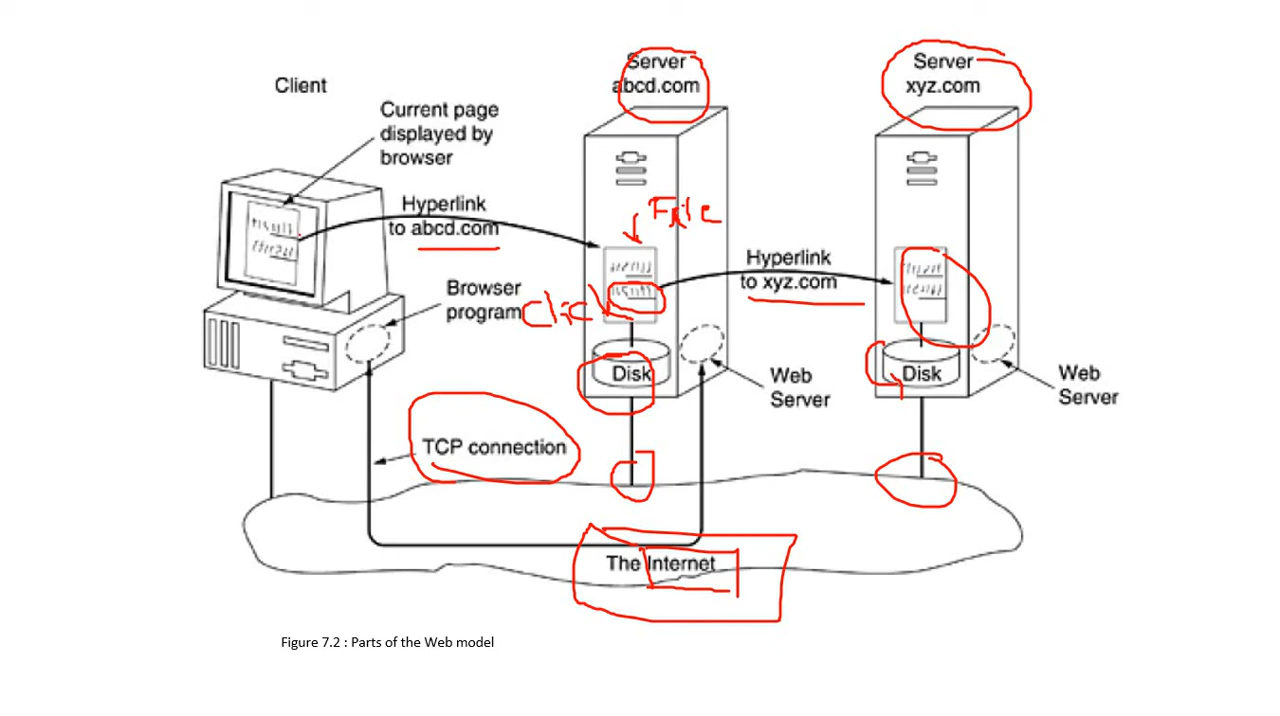 Client
Current page
displayed by
browser
Hyperlink
to abcd.com
Browser
program
TCP connection
Server
abcd.com
File
Click
Disk
Web
Server
Hyperlink
to xyz.com
Server
xyz.com
Disk
Web
Server
The Internet
Figure 7.2 : Parts of the Web model